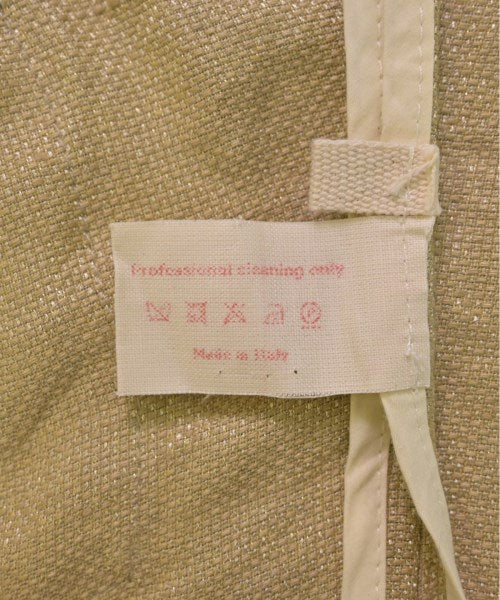 Professional cleaning only
P
Made in Italy